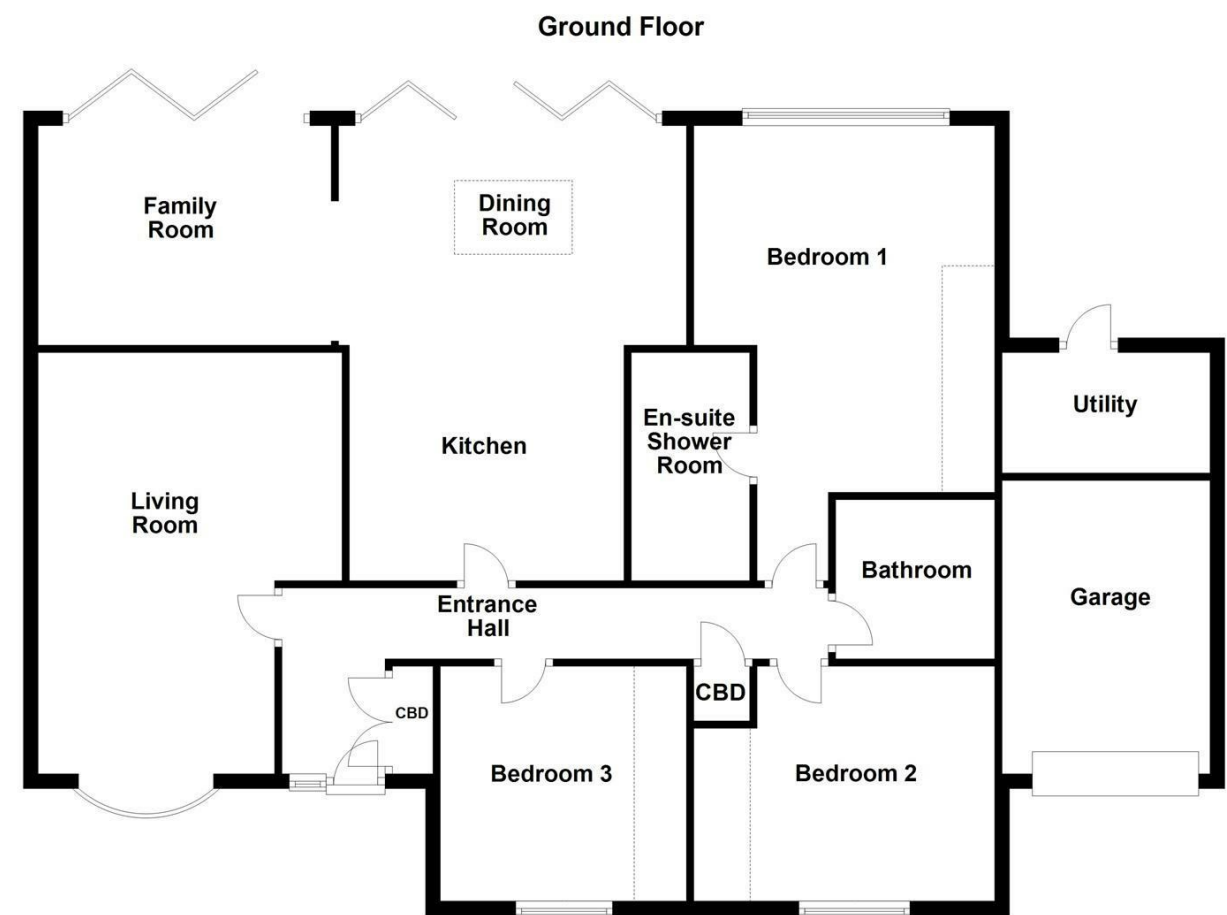 Ground Floor
Family
Room
Dining
Room
Bedroom 1
Utility
En-suite
Shower
Room
Kitchen
Living
Room
Bathroom
Garage
Entrance
Hall
CBD
CBD
Bedroom 3
Bedroom 2